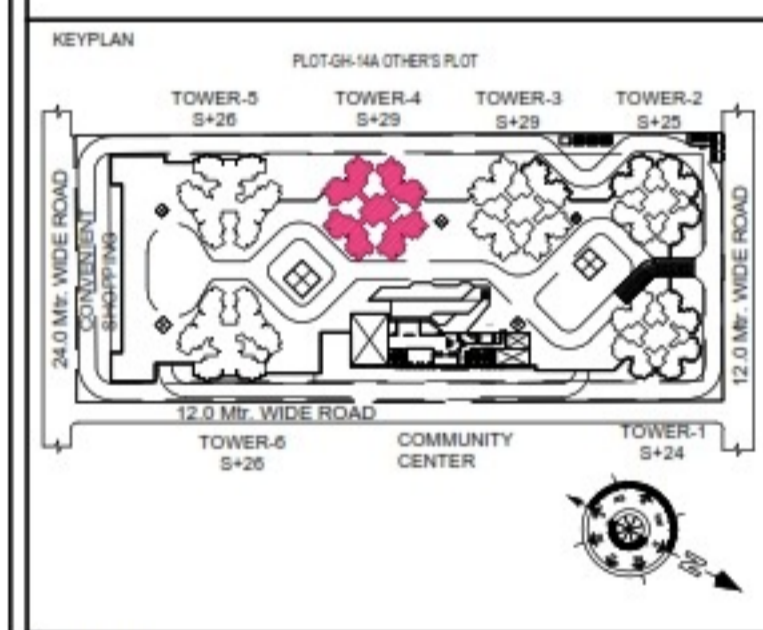 KEYPLAN
PLOT-GH-14A OTHER'S PLOT
TOWER-5
S+26
TOWER-4
S+29
TOWER-3
S+29
TOWER-2
S+25
24.0 Mtr. WIDE ROAD
CONVENIENT
SHOPPING
12.0 Mtr. WIDE ROAD
12.0 Mtr. WIDE ROAD
TOWER-6
S+26
COMMUNITY
CENTER
TOWER-1
S+24
N